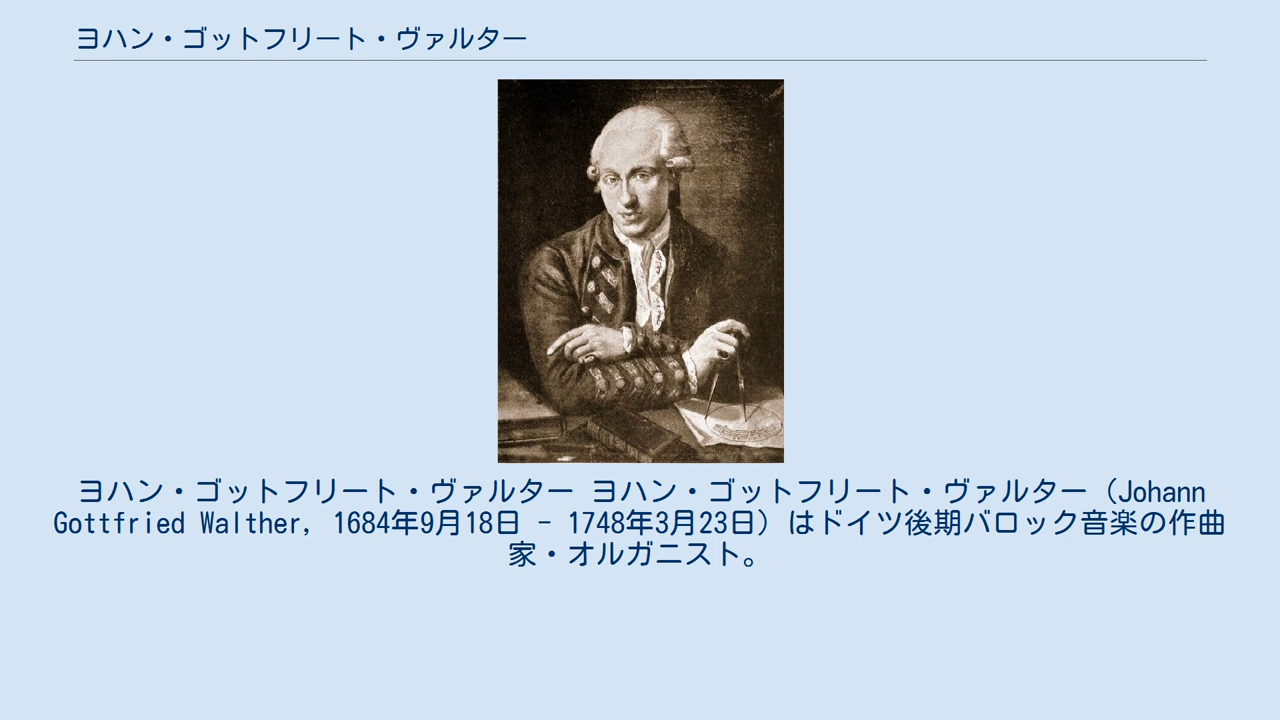 ヨハン・ゴットフリート・ヴァルター
ヨハン・ゴットフリート・ヴァルター ヨハン・ゴットフリート・ヴァルター（Johann
Gottfried Walther, 1684年9月18日 - 1748年3月23日）はドイツ後期バロック音楽の作曲
家・オルガニスト。